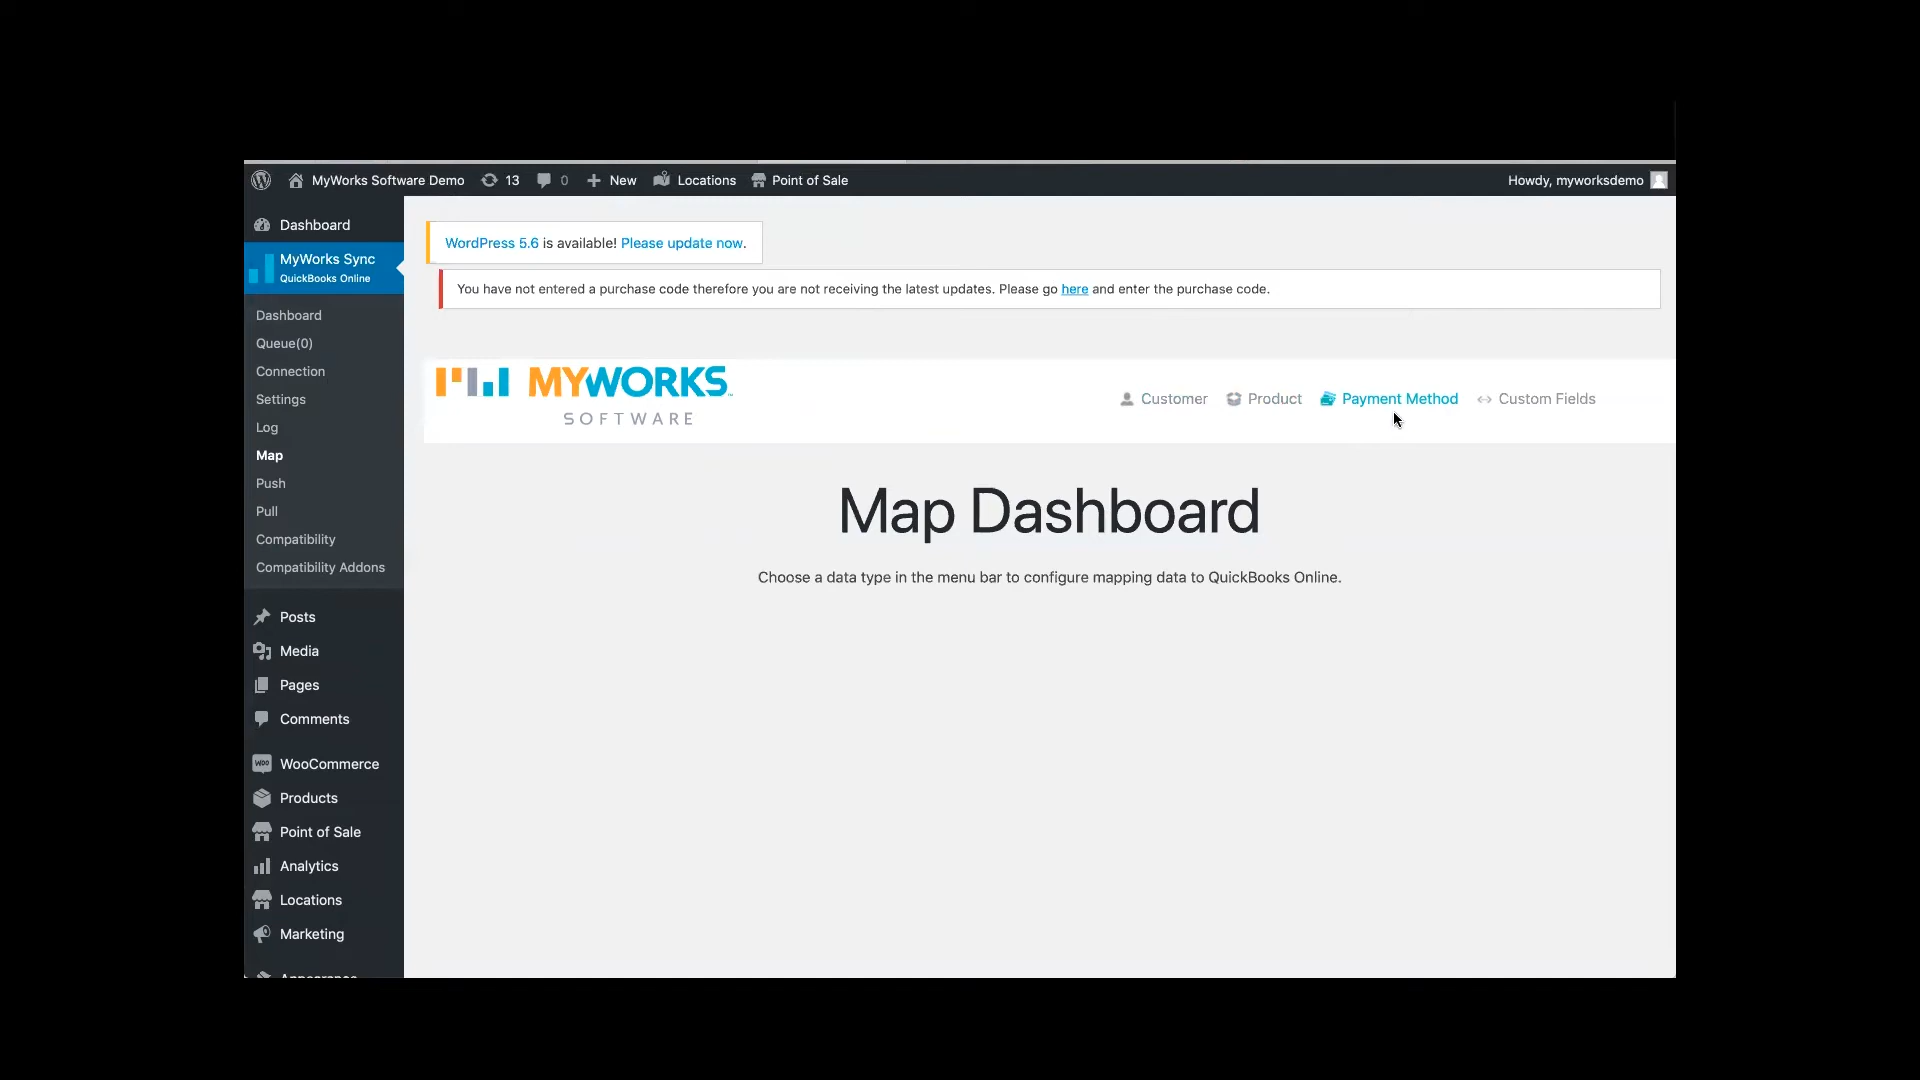 MyWorks Software Demo 13 0 New Locations Point of Sale Howdy, myworksdemo
Dashboard
MyWorks Sync
QuickBooks Online
Dashboard
Queue(0)
Connection
Settings
Log
Map
Push
Pull
Compatibility
Compatibility Addons
Posts
Media
Pages
Comments
WooCommerce
Products
Point of Sale
Analytics
Locations
Marketing
Appearance
WordPress 5.6 is available! Please update now.
You have not entered a purchase code therefore you are not receiving the latest updates. Please go here and enter the purchase code.
MYWORKS™
SOFTWARE
Customer Product Payment Method Custom Fields
Map Dashboard
Choose a data type in the menu bar to configure mapping data to QuickBooks Online.